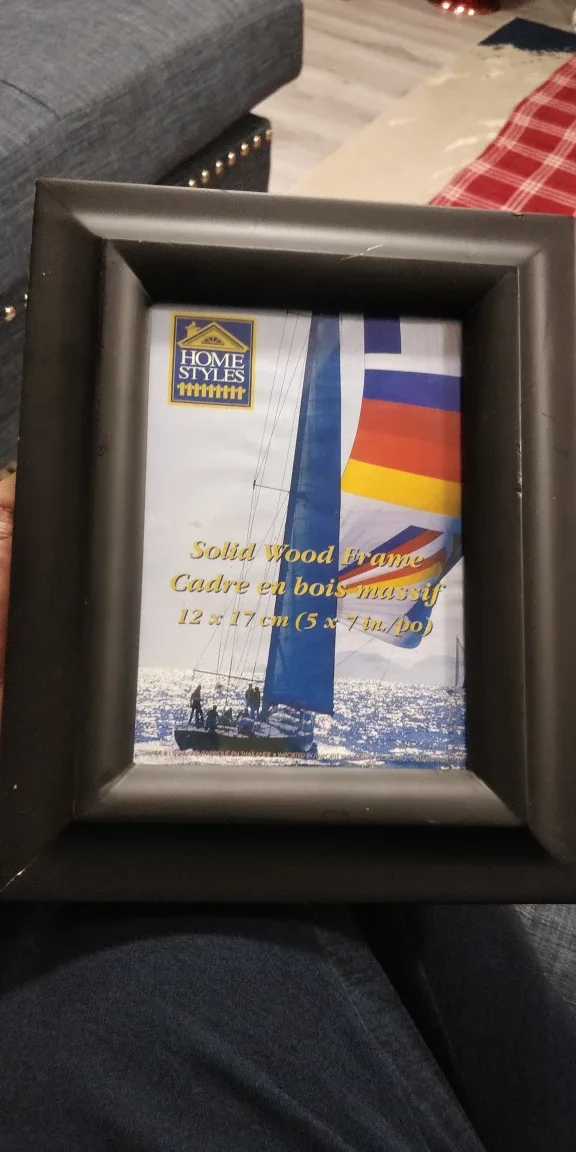 HOME
STYLES
Solid Wood Frame
Cadre en bois massif
12 x 17 cm (5 x 7 in./po)